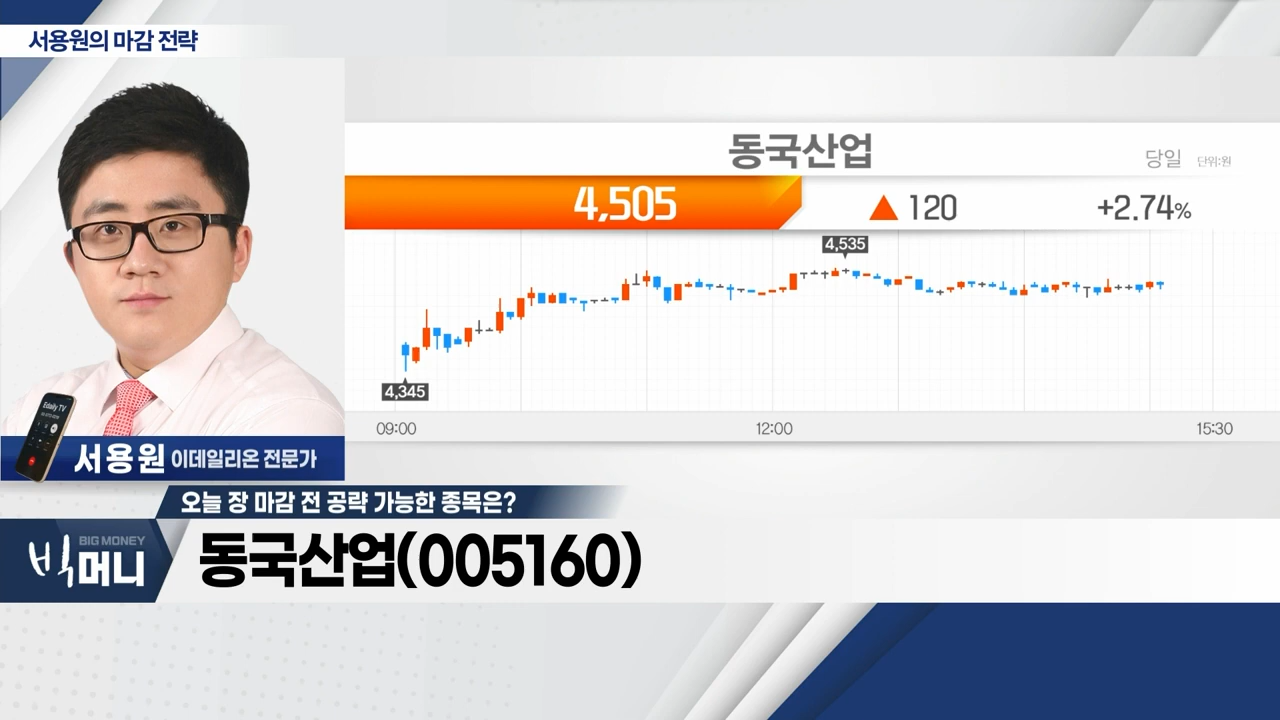 서용원의 마감 전략
동국산업
당일 단위:원
4,505 ▲ 120 +2.74%
4,535
4,345
09:00 12:00 15:30
Edaily TV
서용원 이데일리온 전문가
오늘 장 마감 전 공략 가능한 종목은?
BIG MONEY
빅머니
동국산업(005160)